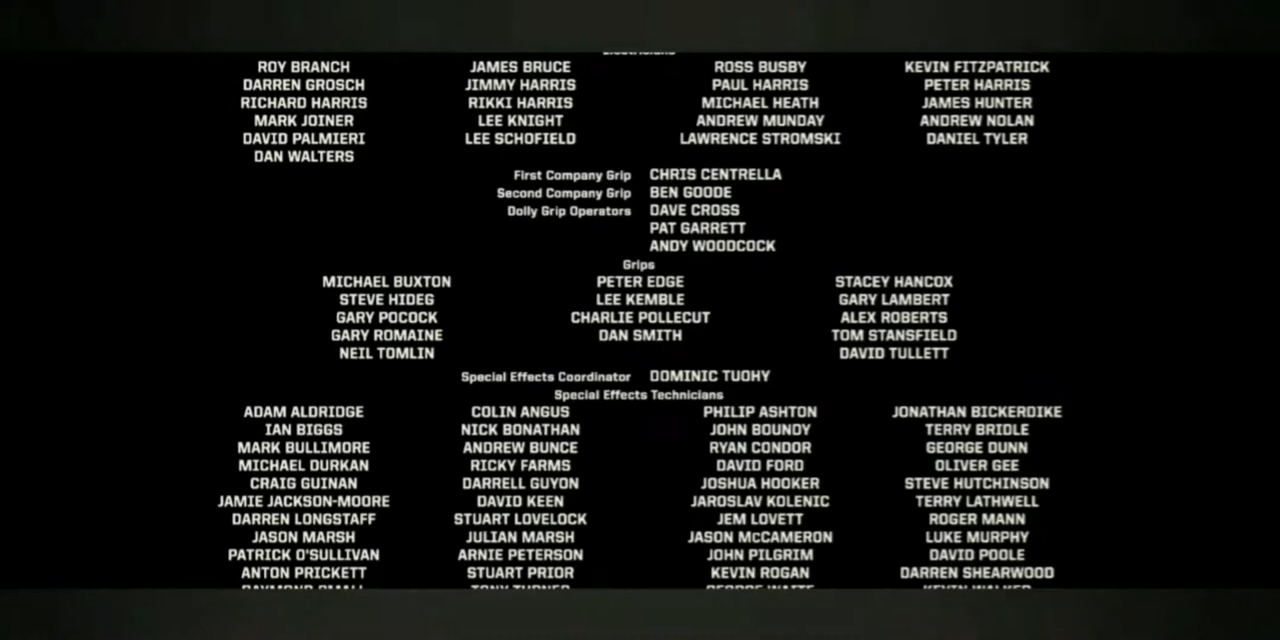 Electricians
ROY BRANCH JAMES BRUCE ROSS BUSBY KEVIN FITZPATRICK
DARREN GROSCH JIMMY HARRIS PAUL HARRIS PETER HARRIS
RICHARD HARRIS RIKKI HARRIS MICHAEL HEATH JAMES HUNTER
MARK JOINER LEE KNIGHT ANDREW MUNDAY ANDREW NOLAN
DAVID PALMIERI LEE SCHOFIELD LAWRENCE STROMSKI DANIEL TYLER
DAN WALTERS
First Company Grip CHRIS CENTRELLA
Second Company Grip BEN GOODE
Dolly Grip Operators DAVE CROSS
PAT GARRETT
ANDY WOODCOCK
Grips
MICHAEL BUXTON PETER EDGE STACEY HANCOX
STEVE HIDEG LEE KEMBLE GARY LAMBERT
GARY POCOCK CHARLIE POLLECUT ALEX ROBERTS
GARY ROMAINE DAN SMITH TOM STANSFIELD
NEIL TOMLIN DAVID TULLETT
Special Effects Coordinator DOMINIC TUOHY
Special Effects Technicians
ADAM ALDRIDGE COLIN ANGUS PHILIP ASHTON JONATHAN BICKERDIKE
IAN BIGGS NICK BONATHAN JOHN BOUNDY TERRY BRIDLE
MARK BULLIMORE ANDREW BUNCE RYAN CONDOR GEORGE DUNN
MICHAEL DURKAN RICKY FARMS DAVID FORD OLIVER GEE
CRAIG GUINAN DARRELL GUYON JOSHUA HOOKER STEVE HUTCHINSON
JAMIE JACKSON-MOORE DAVID KEEN JAROSLAV KOLENIC TERRY LATHWELL
DARREN LONGSTAFF STUART LOVELOCK JEM LOVETT ROGER MANN
JASON MARSH JULIAN MARSH JASON McCAMERON LUKE MURPHY
PATRICK O'SULLIVAN ARNIE PETERSON JOHN PILGRIM DAVID POOLE
ANTON PRICKETT STUART PRIOR KEVIN ROGAN DARREN SHEARWOOD
RAYMOND SMALL TONY TURNER GEORGE WAITE KEVIN WALKER